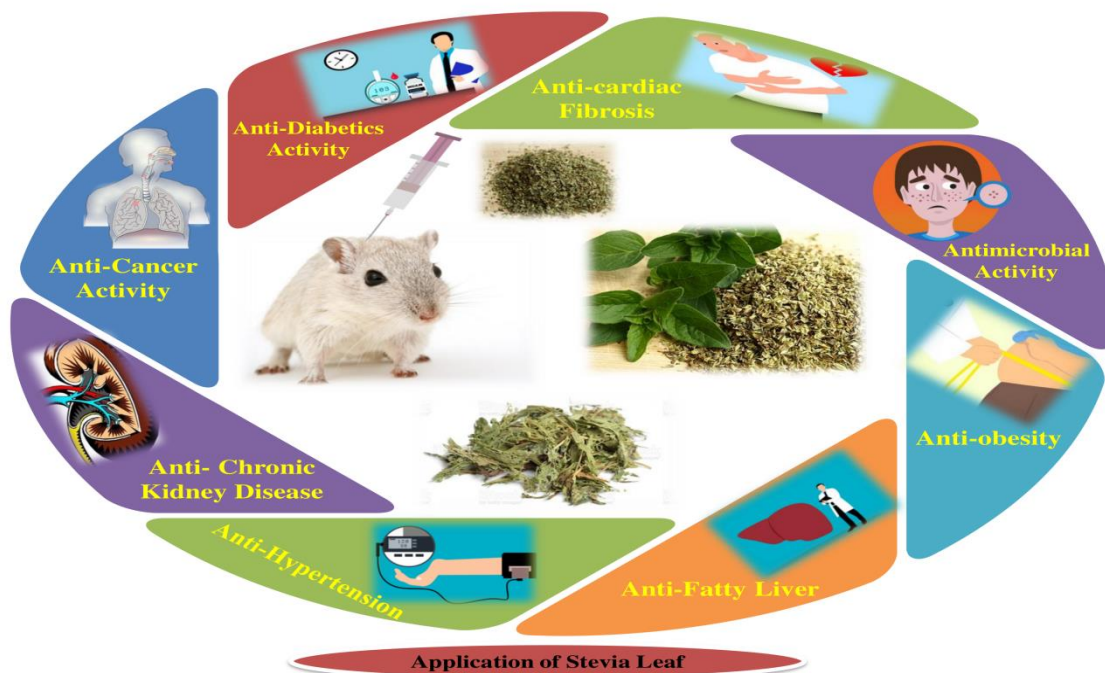 Anti-Diabetics
Activity
Anti-cardiac
Fibrosis
Antimicrobial
Activity
Anti-obesity
Anti-Fatty Liver
Anti-Hypertension
Anti- Chronic
Kidney Disease
Anti-Cancer
Activity
Application of Stevia Leaf